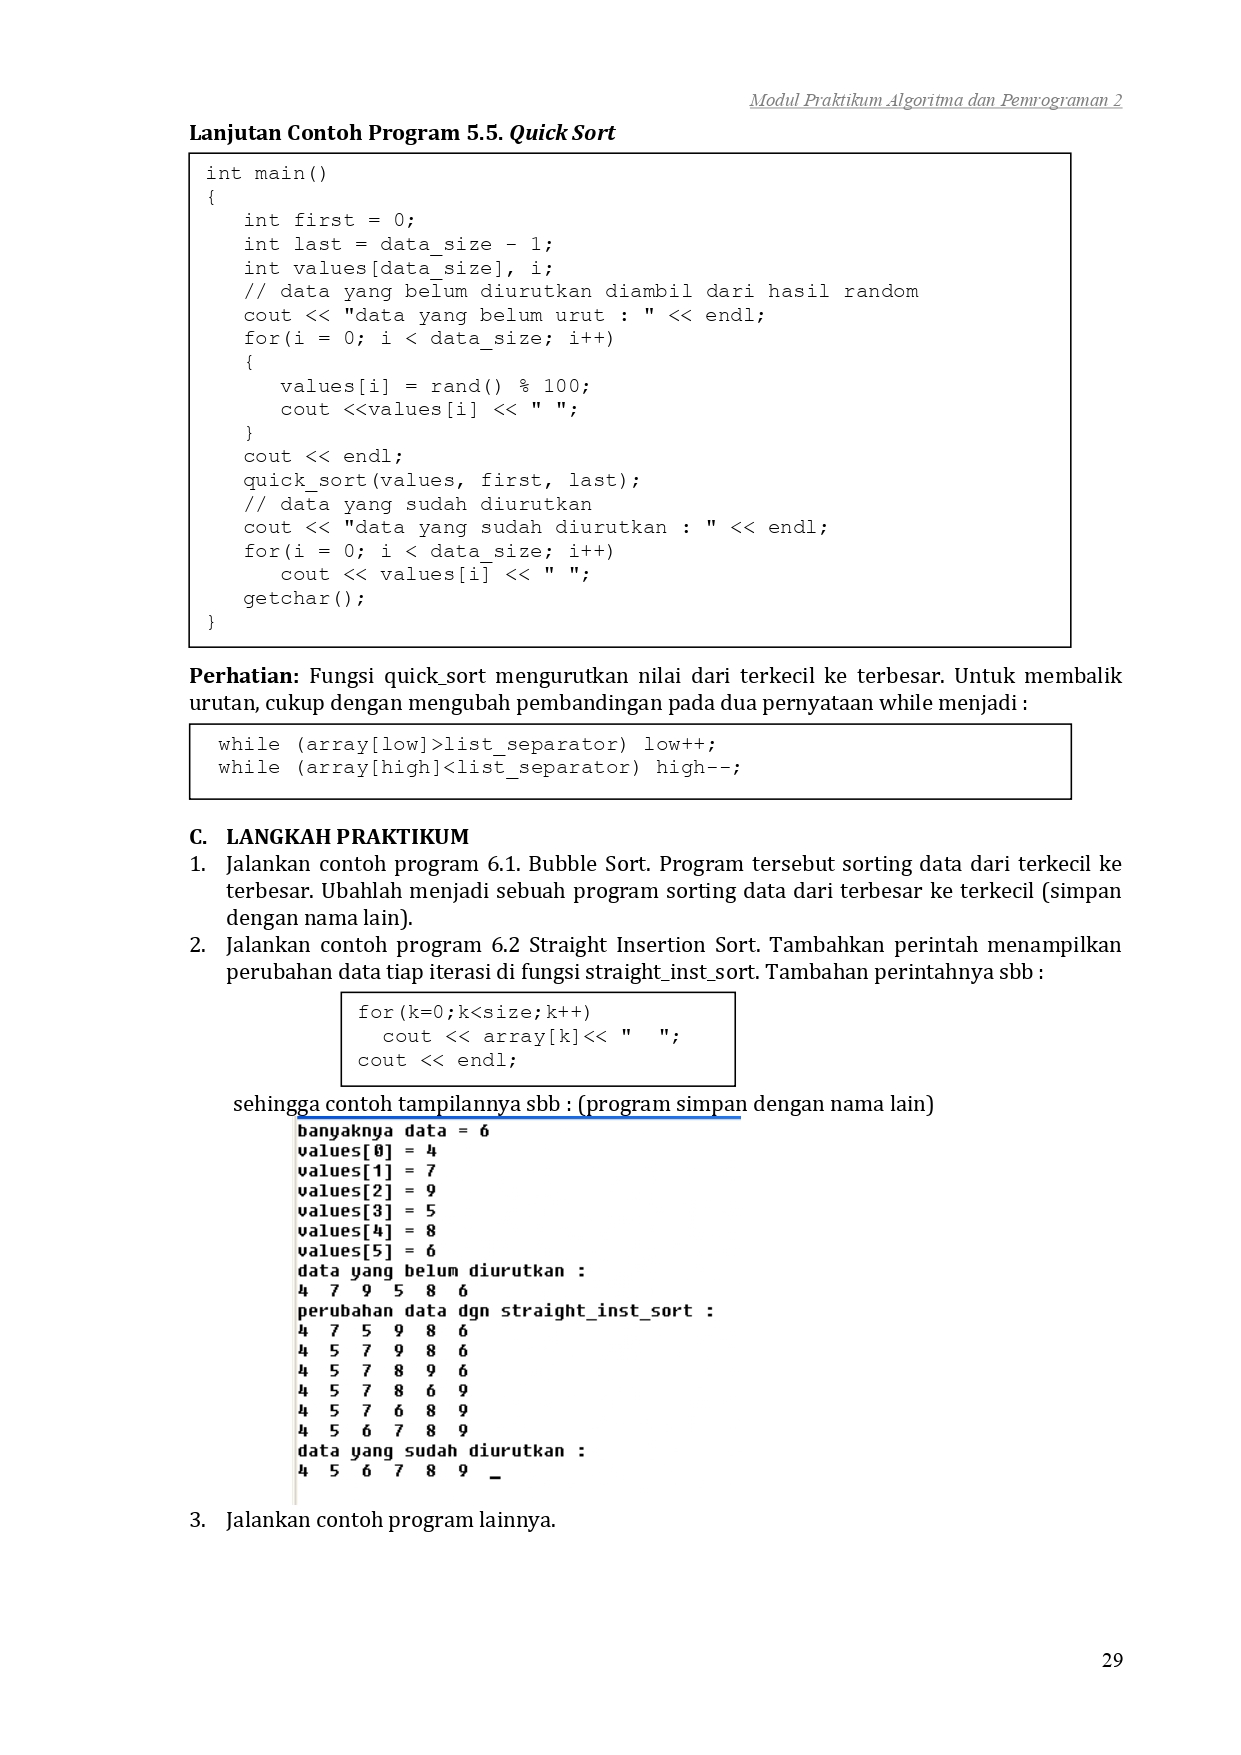 Modul Praktikum Algoritma dan Pemrograman 2
Lanjutan Contoh Program 5.5. Quick Sort
int main()
{
   int first = 0;
   int last = data_size - 1;
   int values[data_size], i;
   // data yang belum diurutkan diambil dari hasil random
   cout << "data yang belum urut : " << endl;
   for(i = 0; i < data_size; i++)
   {
      values[i] = rand() % 100;
      cout <<values[i] << " ";
   }
   cout << endl;
   quick_sort(values, first, last);
   // data yang sudah diurutkan
   cout << "data yang sudah diurutkan : " << endl;
   for(i = 0; i < data_size; i++)
      cout << values[i] << " ";
   getchar();
}
Perhatian: Fungsi quick_sort mengurutkan nilai dari terkecil ke terbesar. Untuk membalik
urutan, cukup dengan mengubah pembandingan pada dua pernyataan while menjadi :
while (array[low]>list_separator) low++;
while (array[high]<list_separator) high--;
C. LANGKAH PRAKTIKUM
1. Jalankan contoh program 6.1. Bubble Sort. Program tersebut sorting data dari terkecil ke
terbesar. Ubahlah menjadi sebuah program sorting data dari terbesar ke terkecil (simpan
dengan nama lain).
2. Jalankan contoh program 6.2 Straight Insertion Sort. Tambahkan perintah menampilkan
perubahan data tiap iterasi di fungsi straight_inst_sort. Tambahan perintahnya sbb :
for(k=0;k<size;k++)
  cout << array[k]<< "  ";
cout << endl;
sehingga contoh tampilannya sbb : (program simpan dengan nama lain)
banyaknya data = 6
values[0] = 4
values[1] = 7
values[2] = 9
values[3] = 5
values[4] = 8
values[5] = 6
data yang belum diurutkan :
4  7  9  5  8  6
perubahan data dgn straight_inst_sort :
4  7  5  9  8  6
4  5  7  9  8  6
4  5  7  8  9  6
4  5  7  8  6  9
4  5  7  6  8  9
4  5  6  7  8  9
data yang sudah diurutkan :
4  5  6  7  8  9  _
3. Jalankan contoh program lainnya.
29